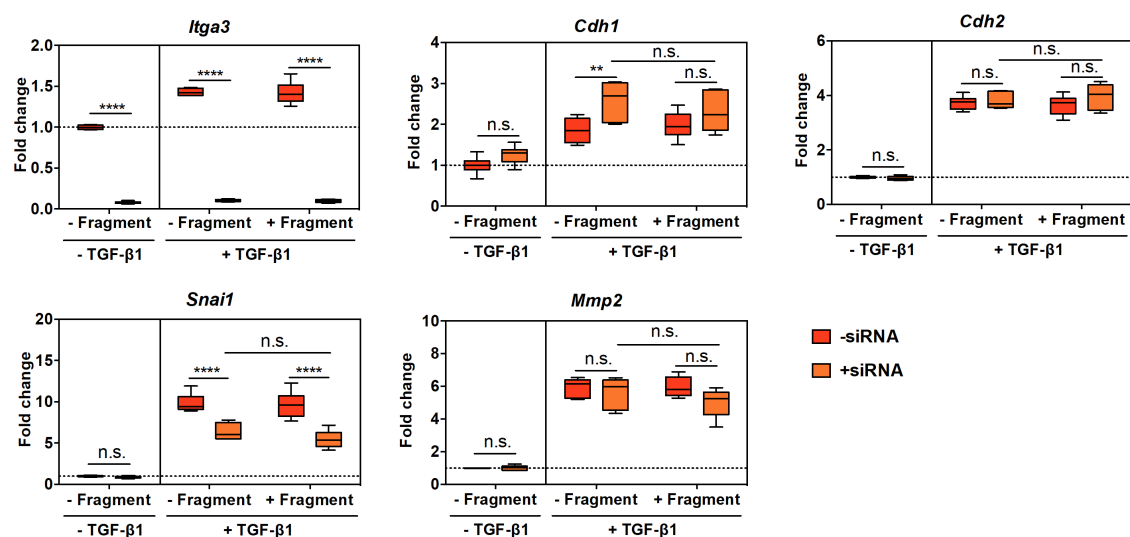 Itga3
Fold change
2.0
1.5
1.0
0.5
0.0
****
****
****
- Fragment
- Fragment
+ Fragment
- TGF-β1
+ TGF-β1
Cdh1
Fold change
4
3
2
1
0
n.s.
**
n.s.
n.s.
- Fragment
- Fragment
+ Fragment
- TGF-β1
+ TGF-β1
Cdh2
Fold change
6
4
2
0
n.s.
n.s.
n.s.
n.s.
- Fragment
- Fragment
+ Fragment
- TGF-β1
+ TGF-β1
Snai1
Fold change
20
15
10
5
0
n.s.
****
n.s.
****
- Fragment
- Fragment
+ Fragment
- TGF-β1
+ TGF-β1
Mmp2
Fold change
10
8
6
4
2
0
n.s.
n.s.
n.s.
n.s.
- Fragment
- Fragment
+ Fragment
- TGF-β1
+ TGF-β1
-siRNA
+siRNA